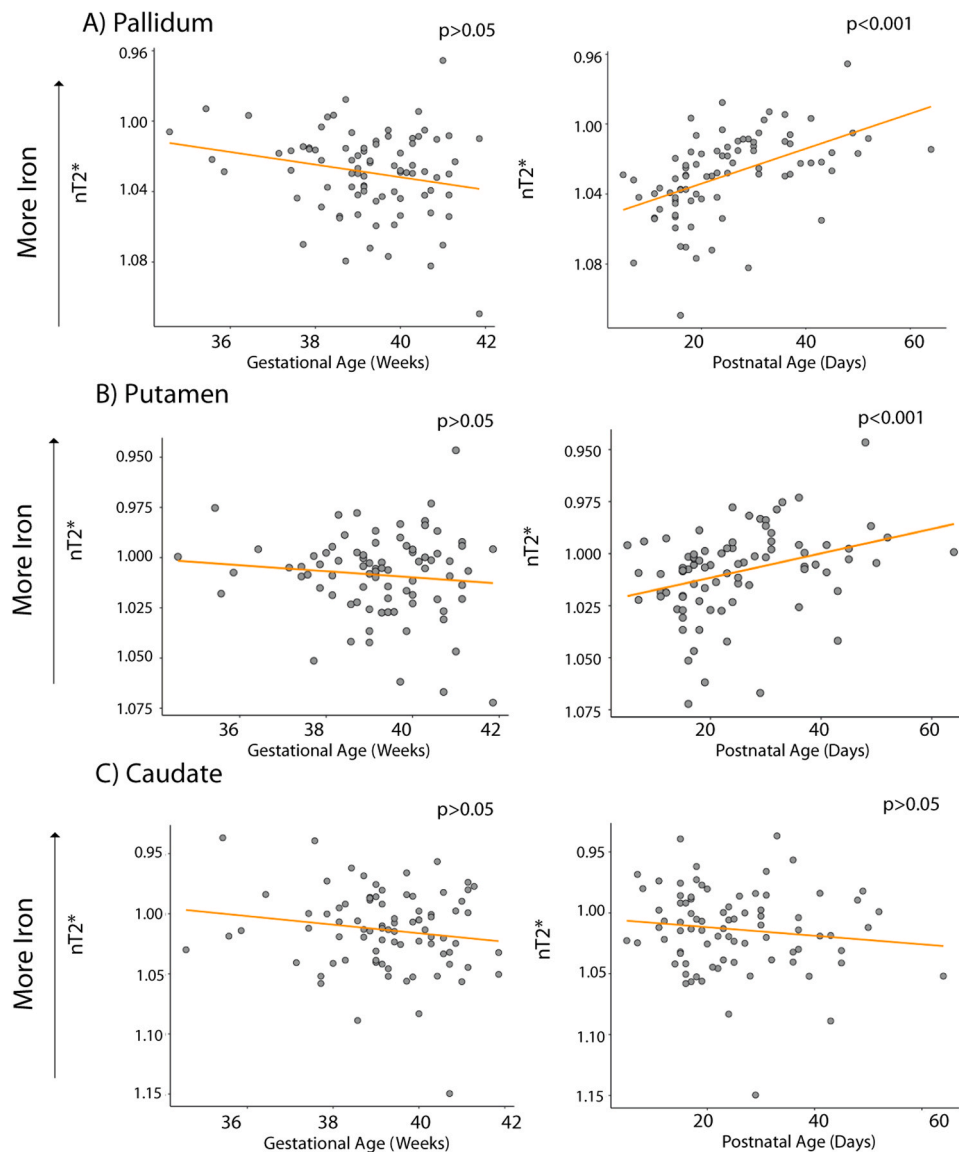 A) Pallidum
p>0.05
p<0.001
More Iron
nT2*
0.96
1.00
1.04
1.08
36
38
40
42
Gestational Age (Weeks)
nT2*
0.96
1.00
1.04
1.08
20
40
60
Postnatal Age (Days)
B) Putamen
p>0.05
p<0.001
More Iron
nT2*
0.950
0.975
1.000
1.025
1.050
1.075
36
38
40
42
Gestational Age (Weeks)
nT2*
0.950
0.975
1.000
1.025
1.050
1.075
20
40
60
Postnatal Age (Days)
C) Caudate
p>0.05
p>0.05
More Iron
nT2*
0.95
1.00
1.05
1.10
1.15
36
38
40
42
Gestational Age (Weeks)
nT2*
0.95
1.00
1.05
1.10
1.15
20
40
60
Postnatal Age (Days)